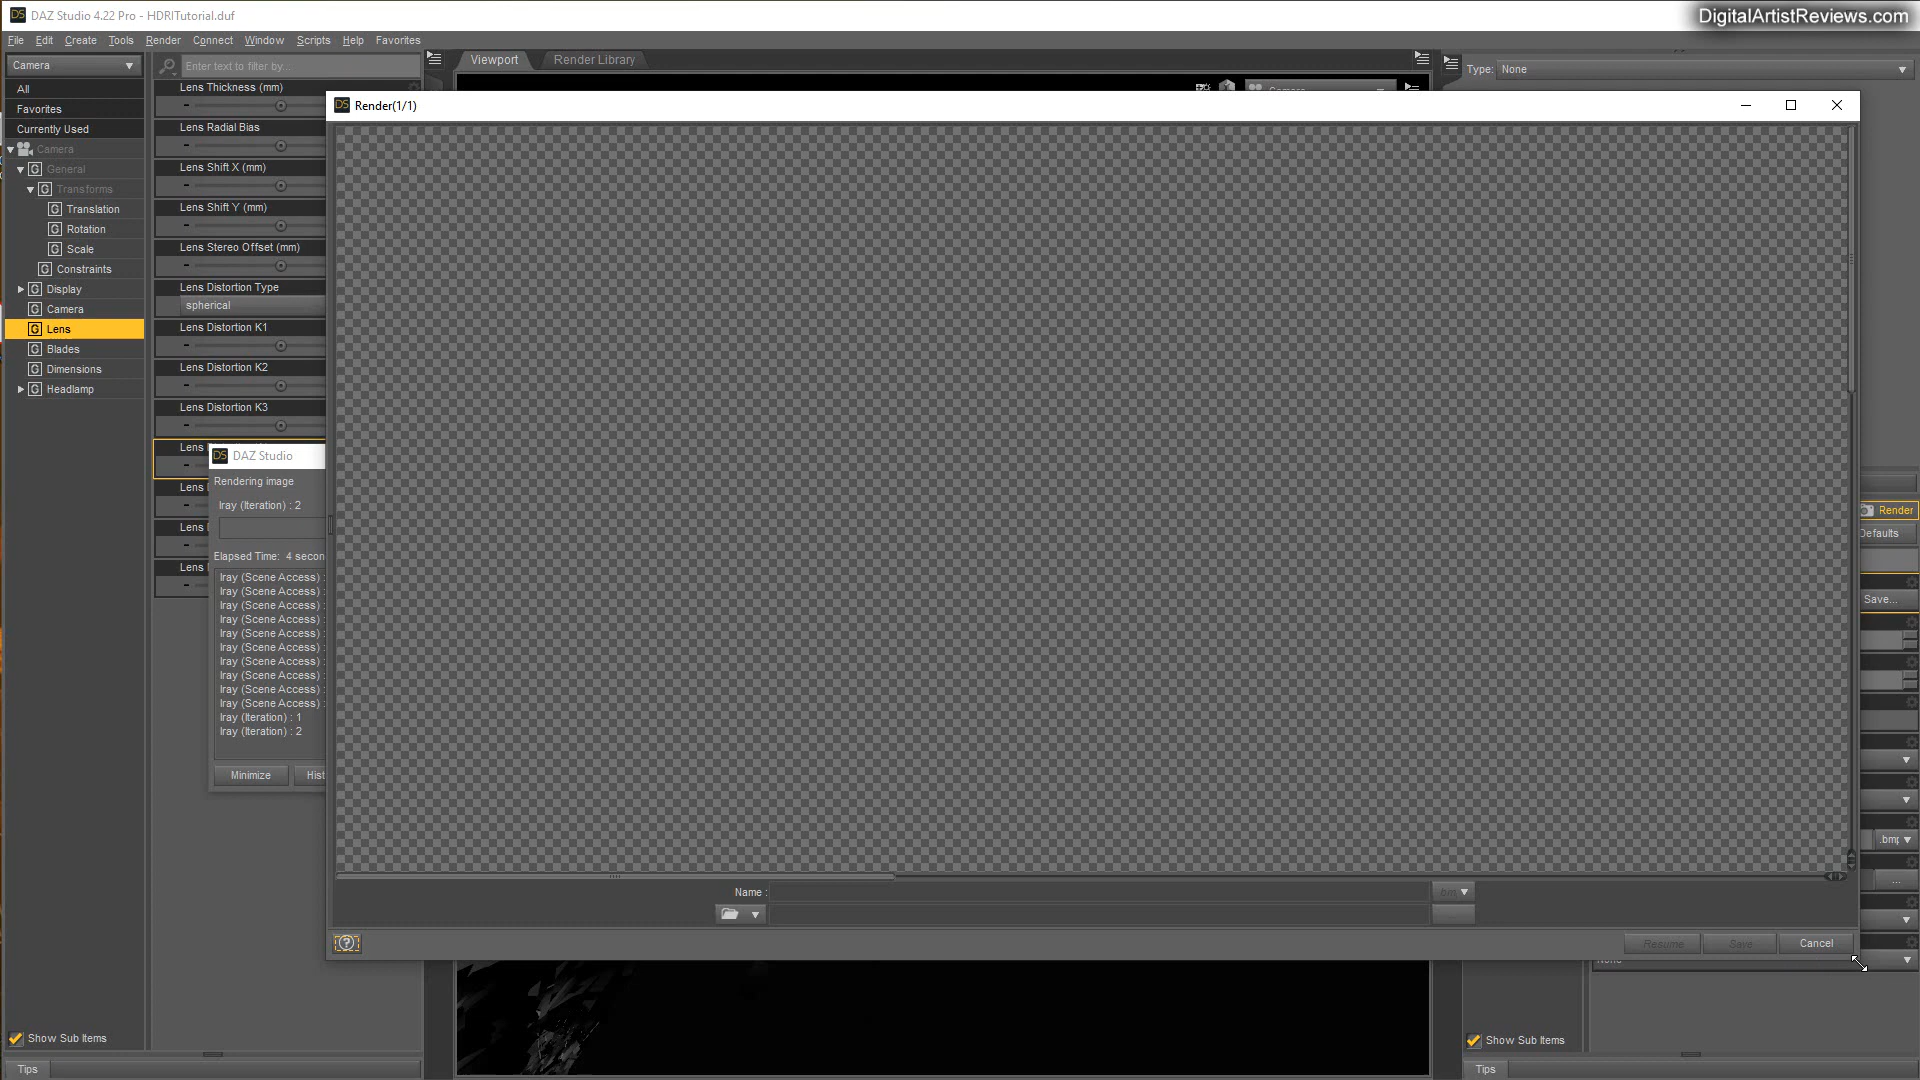 DAZ Studio 4.22 Pro - HDRITutorial.duf
DigitalArtistReviews.com
File Edit Create Tools Render Connect Window Scripts Help Favorites
Camera
Enter text to filter by...
Viewport
Render Library
Type: None
All
Favorites
Currently Used
Camera
General
Transforms
Translation
Rotation
Scale
Constraints
Display
Camera
Lens
Blades
Dimensions
Headlamp
Lens Thickness (mm)
Lens Radial Bias
Lens Shift X (mm)
Lens Shift Y (mm)
Lens Stereo Offset (mm)
Lens Distortion Type
spherical
Lens Distortion K1
Lens Distortion K2
Lens Distortion K3
Lens
Lens
Lens
Lens
DAZ Studio
Rendering image
Iray (Iteration) : 2
Elapsed Time: 4 secon
Iray (Scene Access) :
Iray (Scene Access) :
Iray (Scene Access) :
Iray (Scene Access) :
Iray (Scene Access) :
Iray (Scene Access) :
Iray (Scene Access) :
Iray (Scene Access) :
Iray (Scene Access) :
Iray (Scene Access) :
Iray (Iteration) : 1
Iray (Iteration) : 2
Minimize
Hist
Render(1/1)
Name :
Resume
Save
Cancel
Render
Defaults
Save...
...
Show Sub Items
Show Sub Items
Tips
Tips